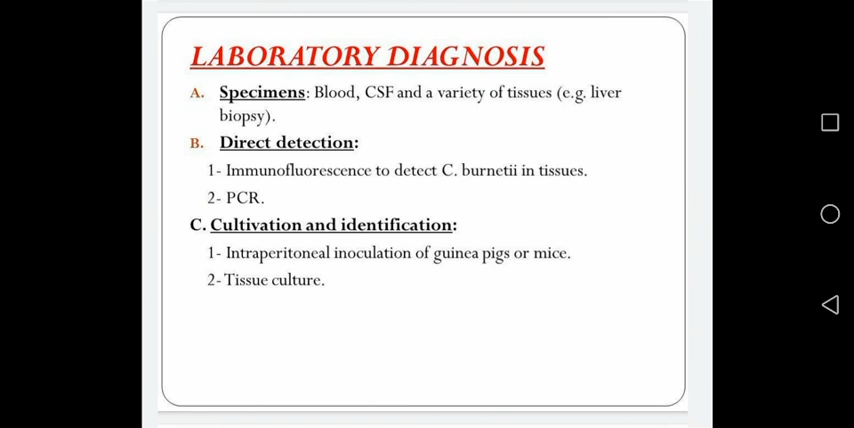 LABORATORY DIAGNOSIS
A. Specimens: Blood, CSF and a variety of tissues (e.g. liver
biopsy).
B. Direct detection:
1- Immunofluorescence to detect C. burnetii in tissues.
2- PCR.
C. Cultivation and identification:
1- Intraperitoneal inoculation of guinea pigs or mice.
2- Tissue culture.